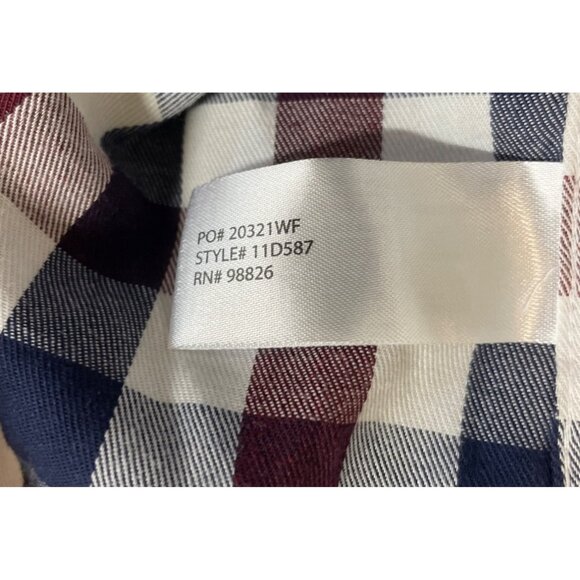 PO# 20321WF
STYLE# 11D587
RN# 98826